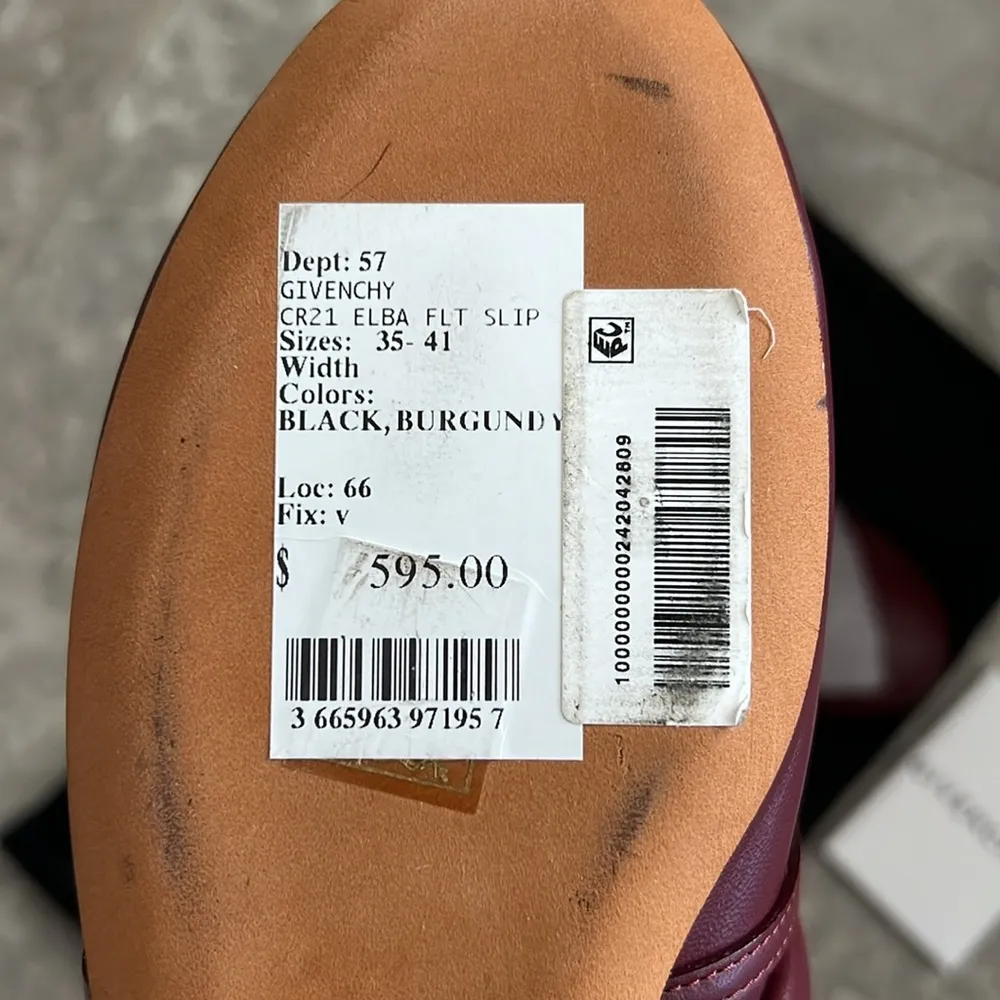 Dept: 57
GIVENCHY
CR21 ELBA FLT SLIP
Sizes: 35- 41
Width
Colors:
BLACK, BURGUNDY
Loc: 66
Fix: v
$ 595.00
3 665963 97195 7
EPC™
1000000000242042809